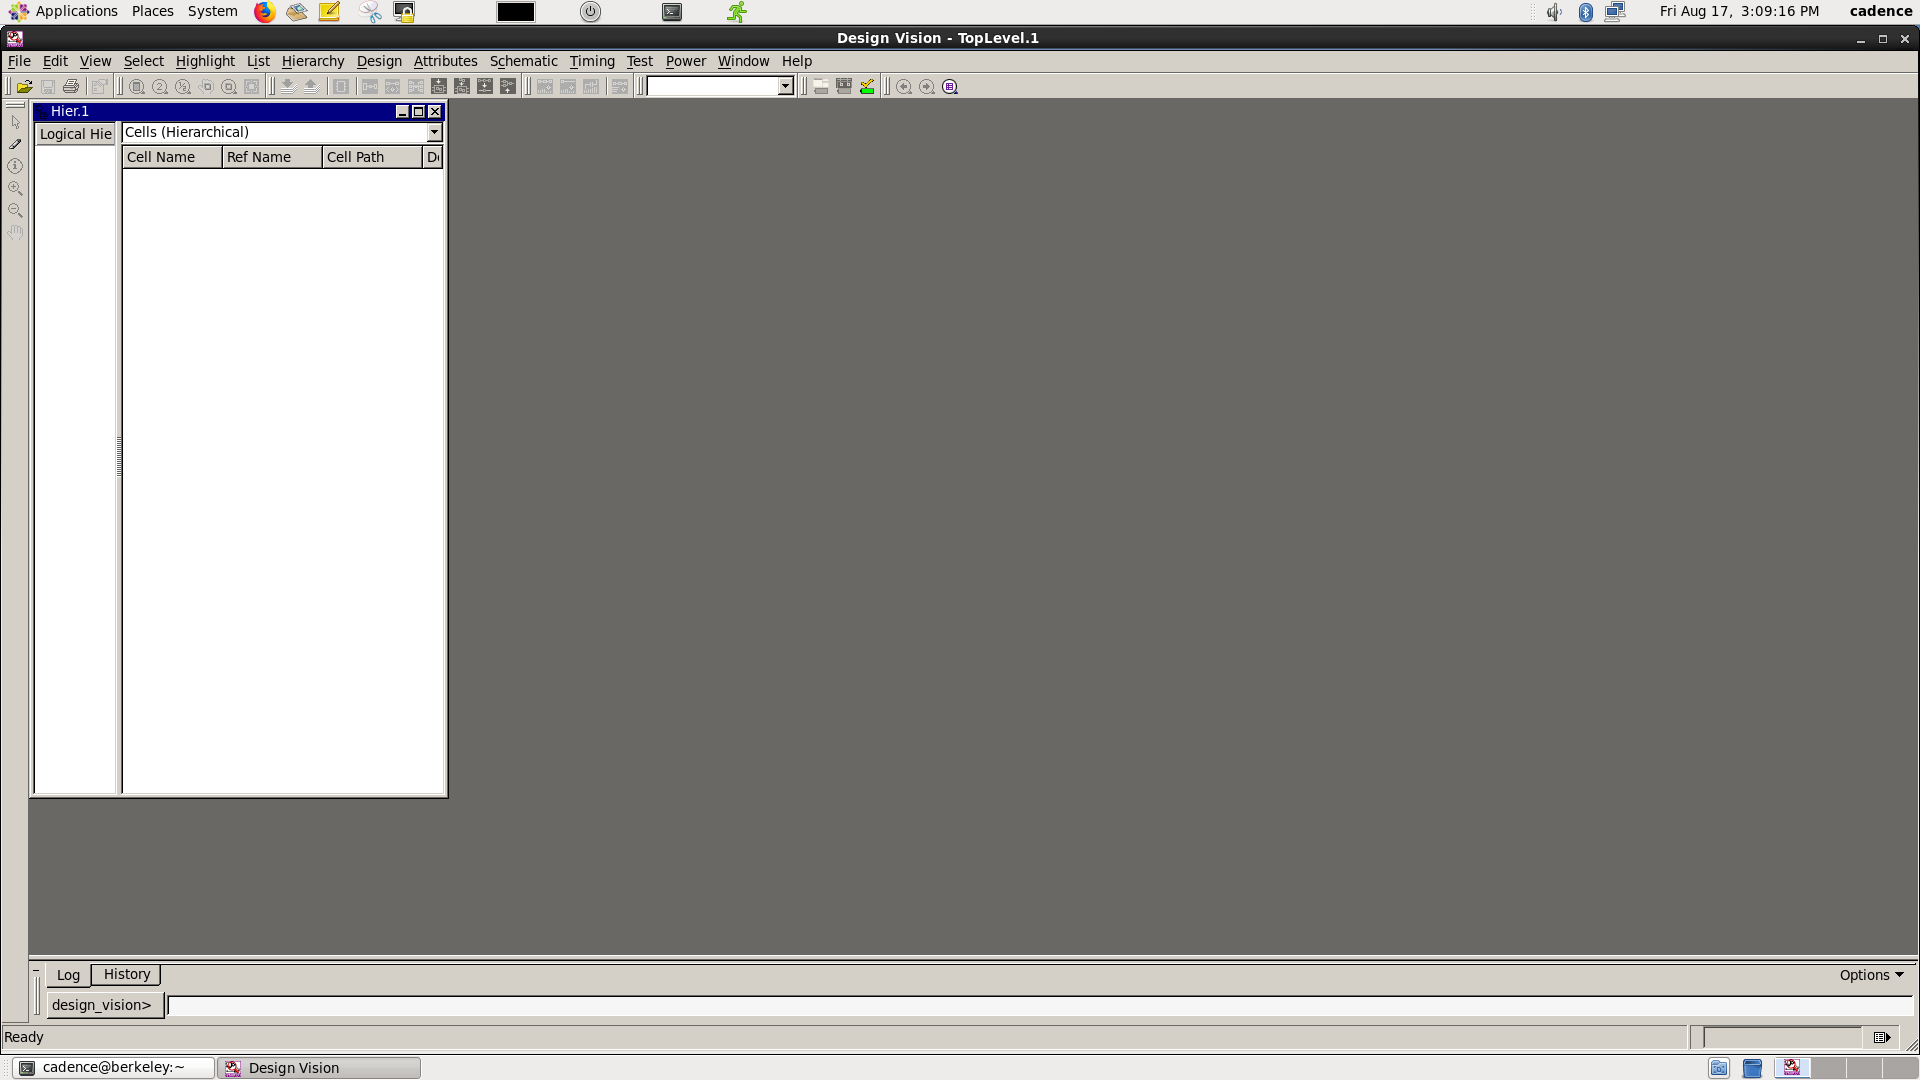 Applications Places System Fri Aug 17, 3:09:16 PM cadence
Design Vision - TopLevel.1
File Edit View Select Highlight List Hierarchy Design Attributes Schematic Timing Test Power Window Help
Hier.1
Logical Hie Cells (Hierarchical)
Cell Name Ref Name Cell Path
Log History Options
design_vision>
Ready
cadence@berkeley:~ Design Vision